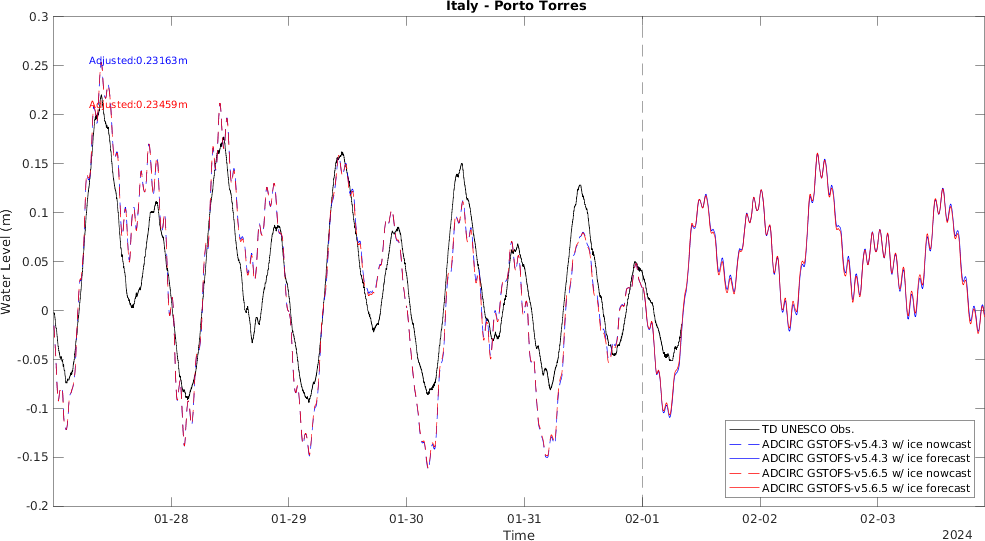 Italy - Porto Torres
Water Level (m)
0.3
0.25
0.2
0.15
0.1
0.05
0
-0.05
-0.1
-0.15
-0.2
Adjusted:0.23163m
Adjusted:0.23459m
TD UNESCO Obs.
ADCIRC GSTOFS-v5.4.3 w/ ice nowcast
ADCIRC GSTOFS-v5.4.3 w/ ice forecast
ADCIRC GSTOFS-v5.6.5 w/ ice nowcast
ADCIRC GSTOFS-v5.6.5 w/ ice forecast
01-28
01-29
01-30
01-31
02-01
02-02
02-03
Time
2024